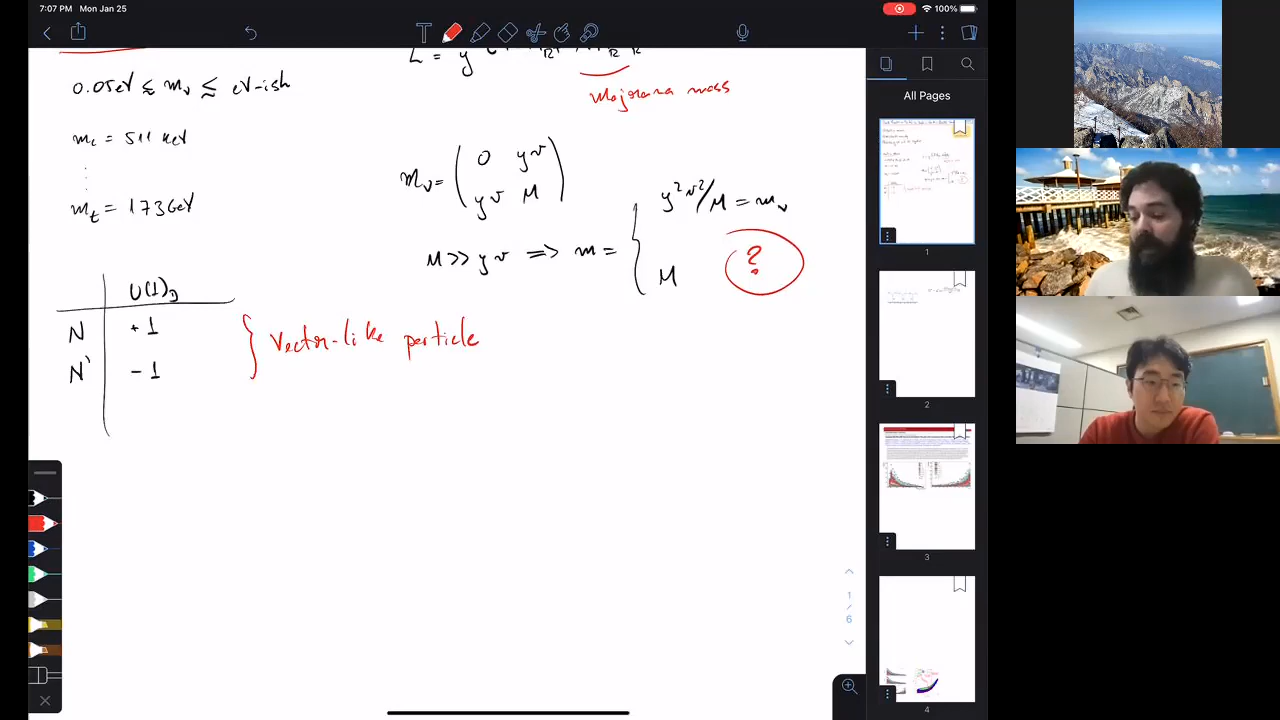 7:07 PM Mon Jan 25
100%
L = y
Majorana mass
0.05eV ≲ mν ≲ eV-ish
me = 511 keV
⋮
mt = 173 GeV
mν = ( 0 yv
yv M )
M >> yv ⟹ m = { y²v²/M = mν
M
?
U(1)D
N +1
N' -1
} Vector-like particle
All Pages
1
2
3
4
1
/
6